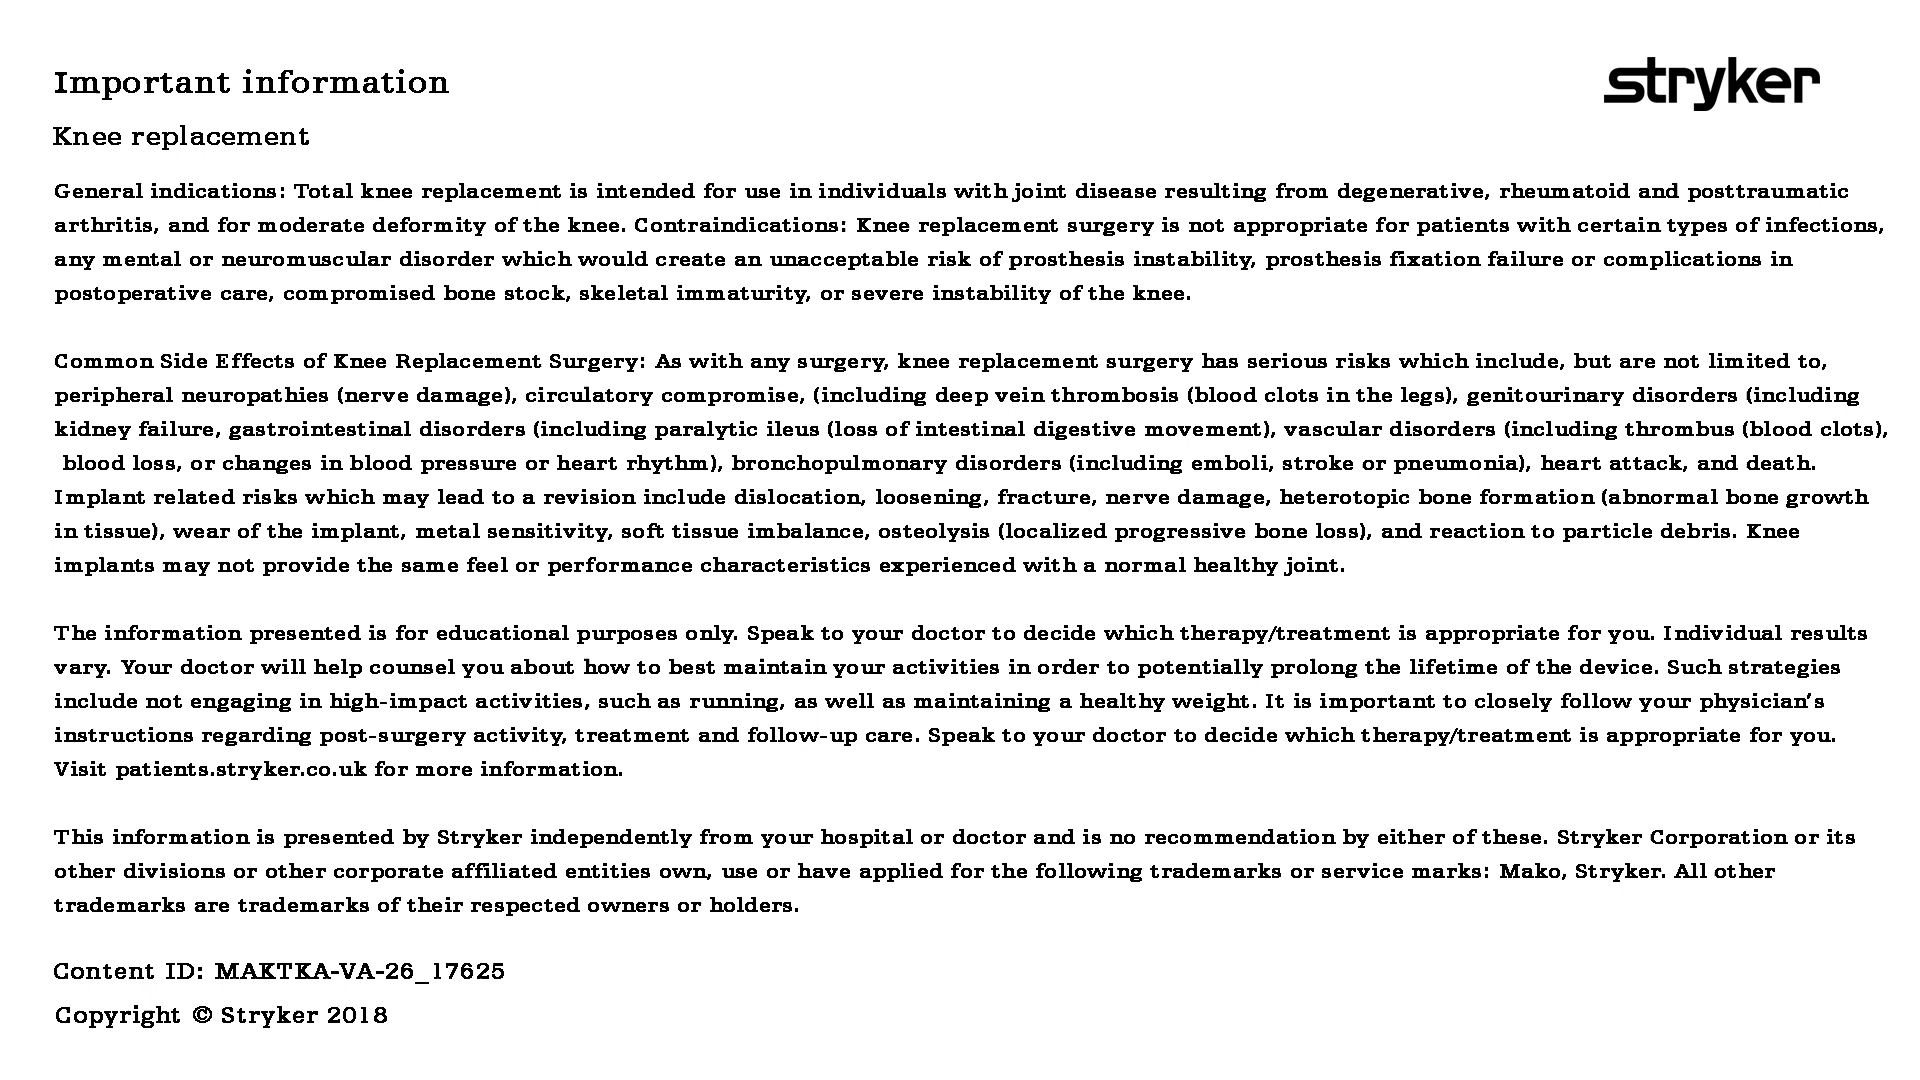 Important information
stryker
Knee replacement
General indications: Total knee replacement is intended for use in individuals with joint disease resulting from degenerative, rheumatoid and posttraumatic
arthritis, and for moderate deformity of the knee. Contraindications: Knee replacement surgery is not appropriate for patients with certain types of infections,
any mental or neuromuscular disorder which would create an unacceptable risk of prosthesis instability, prosthesis fixation failure or complications in
postoperative care, compromised bone stock, skeletal immaturity, or severe instability of the knee.
Common Side Effects of Knee Replacement Surgery: As with any surgery, knee replacement surgery has serious risks which include, but are not limited to,
peripheral neuropathies (nerve damage), circulatory compromise, (including deep vein thrombosis (blood clots in the legs), genitourinary disorders (including
kidney failure, gastrointestinal disorders (including paralytic ileus (loss of intestinal digestive movement), vascular disorders (including thrombus (blood clots),
blood loss, or changes in blood pressure or heart rhythm), bronchopulmonary disorders (including emboli, stroke or pneumonia), heart attack, and death.
Implant related risks which may lead to a revision include dislocation, loosening, fracture, nerve damage, heterotopic bone formation (abnormal bone growth
in tissue), wear of the implant, metal sensitivity, soft tissue imbalance, osteolysis (localized progressive bone loss), and reaction to particle debris. Knee
implants may not provide the same feel or performance characteristics experienced with a normal healthy joint.
The information presented is for educational purposes only. Speak to your doctor to decide which therapy/treatment is appropriate for you. Individual results
vary. Your doctor will help counsel you about how to best maintain your activities in order to potentially prolong the lifetime of the device. Such strategies
include not engaging in high-impact activities, such as running, as well as maintaining a healthy weight. It is important to closely follow your physician’s
instructions regarding post-surgery activity, treatment and follow-up care. Speak to your doctor to decide which therapy/treatment is appropriate for you.
Visit patients.stryker.co.uk for more information.
This information is presented by Stryker independently from your hospital or doctor and is no recommendation by either of these. Stryker Corporation or its
other divisions or other corporate affiliated entities own, use or have applied for the following trademarks or service marks: Mako, Stryker. All other
trademarks are trademarks of their respected owners or holders.
Content ID: MAKTKA-VA-26_17625
Copyright © Stryker 2018